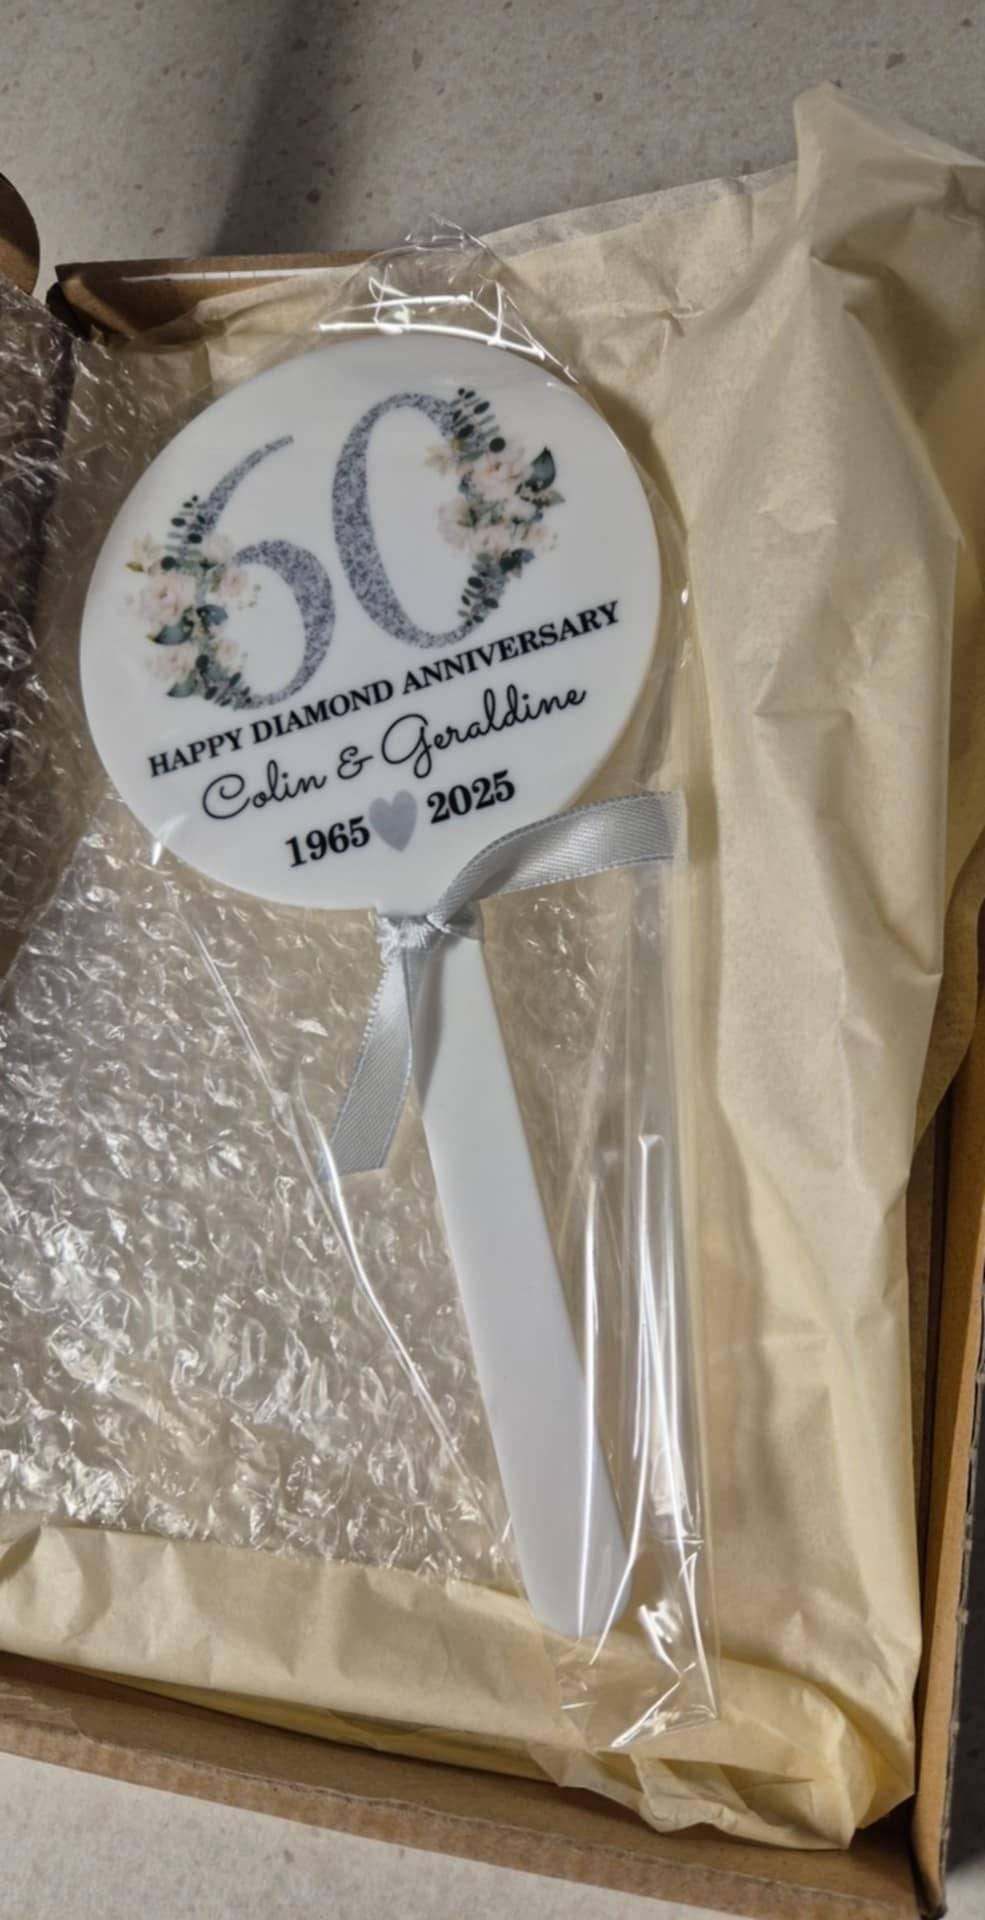 60
HAPPY DIAMOND ANNIVERSARY
Colin & Geraldine
1965 2025